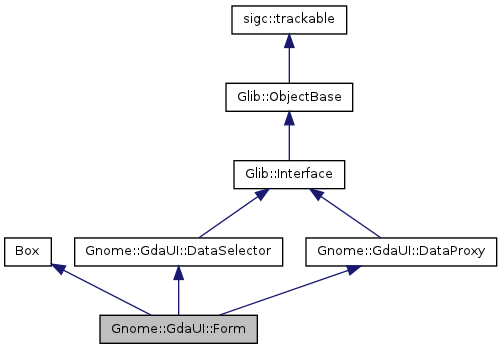 sigc::trackable
Glib::ObjectBase
Glib::Interface
Box
Gnome::GdaUI::DataSelector
Gnome::GdaUI::DataProxy
Gnome::GdaUI::Form